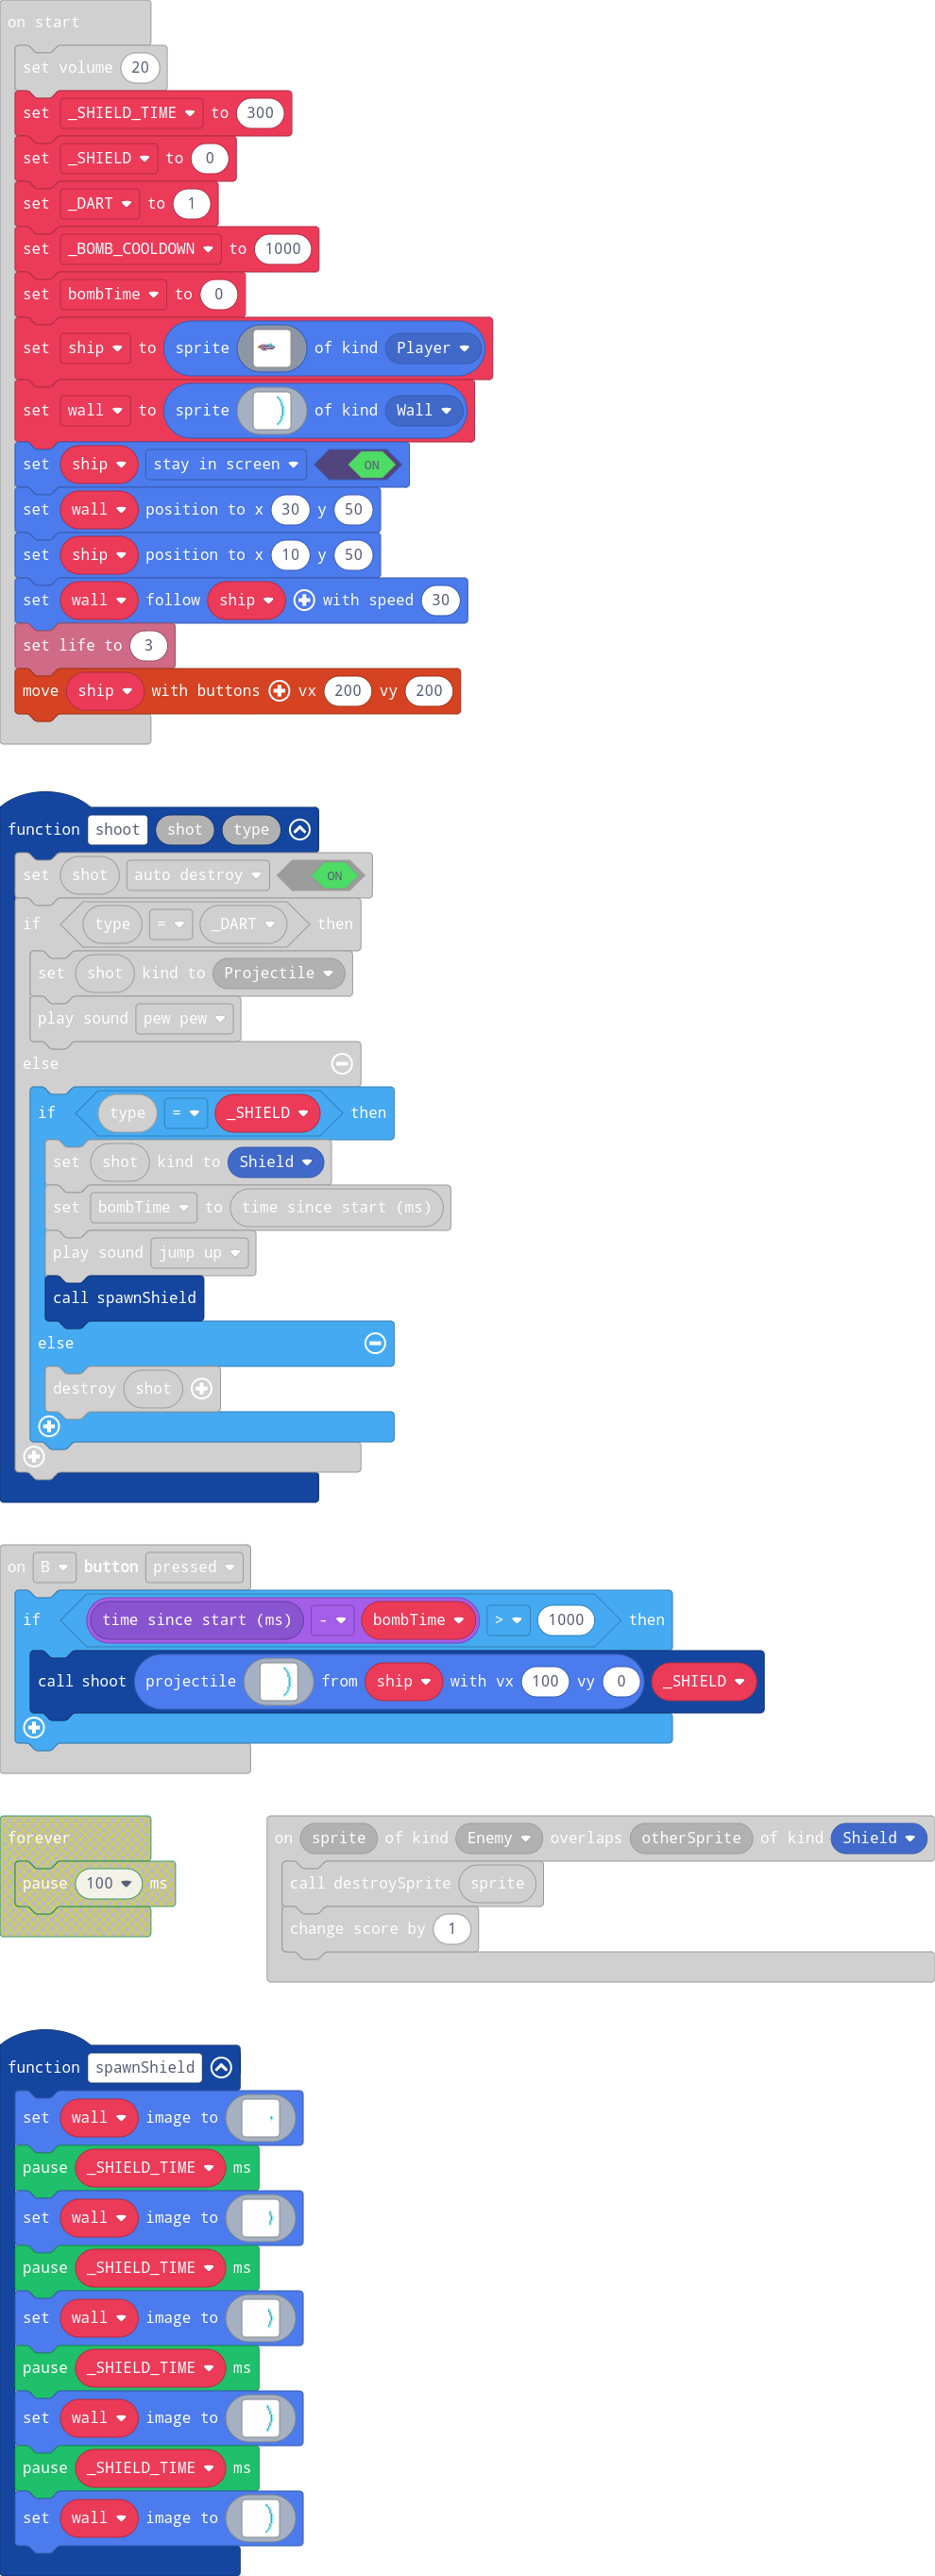 on start
set volume 20
set _SHIELD_TIME to 300
set _SHIELD to 0
set _DART to 1
set _BOMB_COOLDOWN to 1000
set bombTime to 0
set ship to sprite of kind Player
set wall to sprite of kind Wall
set ship stay in screen ON
set wall position to x 30 y 50
set ship position to x 10 y 50
set wall follow ship with speed 30
set life to 3
move ship with buttons vx 200 vy 200
function shoot shot type
set shot auto destroy ON
if type = _DART then
set shot kind to Projectile
play sound pew pew
else
if type = _SHIELD then
set shot kind to Shield
set bombTime to time since start (ms)
play sound jump up
call spawnShield
else
destroy shot
on B button pressed
if time since start (ms) - bombTime > 1000 then
call shoot projectile from ship with vx 100 vy 0 _SHIELD
forever
pause 100 ms
on sprite of kind Enemy overlaps otherSprite of kind Shield
call destroySprite sprite
change score by 1
function spawnShield
set wall image to
pause _SHIELD_TIME ms
set wall image to
pause _SHIELD_TIME ms
set wall image to
pause _SHIELD_TIME ms
set wall image to
pause _SHIELD_TIME ms
set wall image to